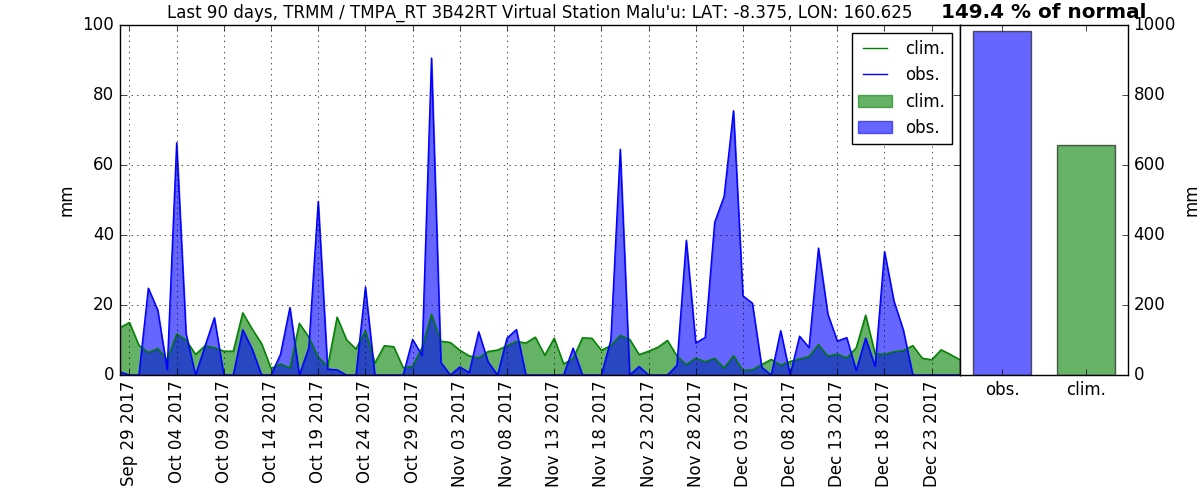 Last 90 days, TRMM / TMPA_RT 3B42RT Virtual Station Malu'u: LAT: -8.375, LON: 160.625
149.4 % of normal
100
80
60
40
20
0
mm
clim.
obs.
clim.
obs.
Sep 29 2017
Oct 04 2017
Oct 09 2017
Oct 14 2017
Oct 19 2017
Oct 24 2017
Oct 29 2017
Nov 03 2017
Nov 08 2017
Nov 13 2017
Nov 18 2017
Nov 23 2017
Nov 28 2017
Dec 03 2017
Dec 08 2017
Dec 13 2017
Dec 18 2017
Dec 23 2017
1000
800
600
400
200
0
mm
obs.
clim.